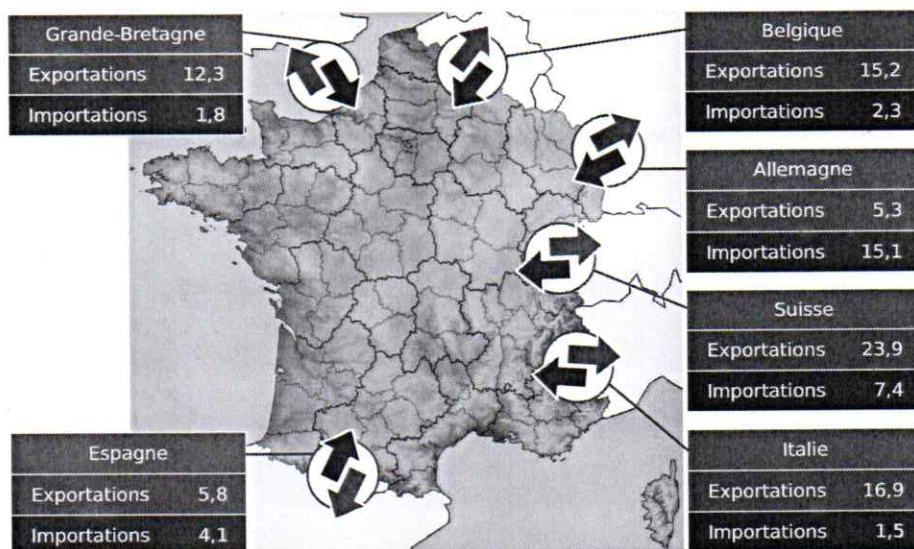 Grande-Bretagne
Exportations 12,3
Importations 1,8
Belgique
Exportations 15,2
Importations 2,3
Allemagne
Exportations 5,3
Importations 15,1
Suisse
Exportations 23,9
Importations 7,4
Italie
Exportations 16,9
Importations 1,5
Espagne
Exportations 5,8
Importations 4,1